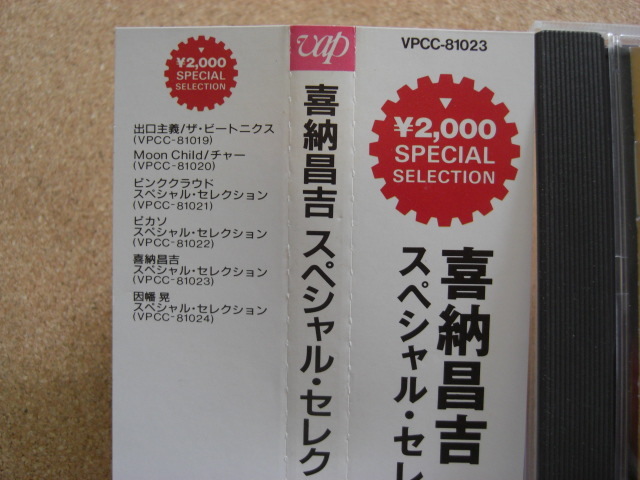 ¥2,000
SPECIAL
SELECTION
出口主義/ザ・ビートニクス
(VPCC-81019)
Moon Child/チャー
(VPCC-81020)
ピンククラウド
スペシャル・セレクション
(VPCC-81021)
ピカソ
スペシャル・セレクション
(VPCC-81022)
喜納昌吉
スペシャル・セレクション
(VPCC-81023)
因幡 晃
スペシャル・セレクション
(VPCC-81024)
vap
喜納昌吉 スペシャル・セレク
VPCC-81023
¥2,000
SPECIAL
SELECTION
喜納昌吉
スペシャル・セレ